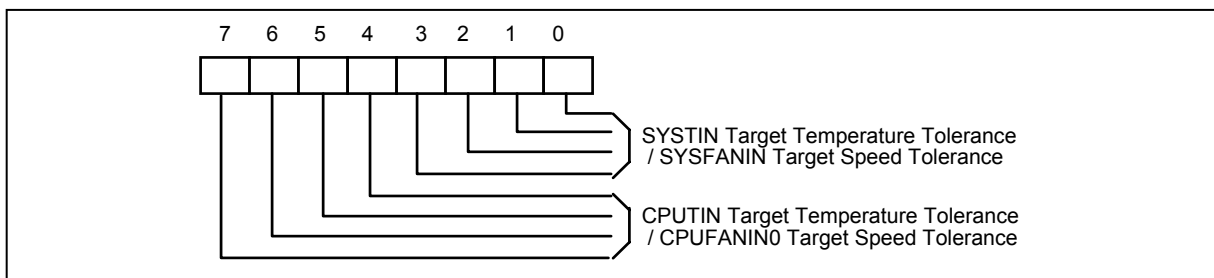 7 6 5 4 3 2 1 0
SYSTIN Target Temperature Tolerance
/ SYSFANIN Target Speed Tolerance
CPUTIN Target Temperature Tolerance
/ CPUFANIN0 Target Speed Tolerance